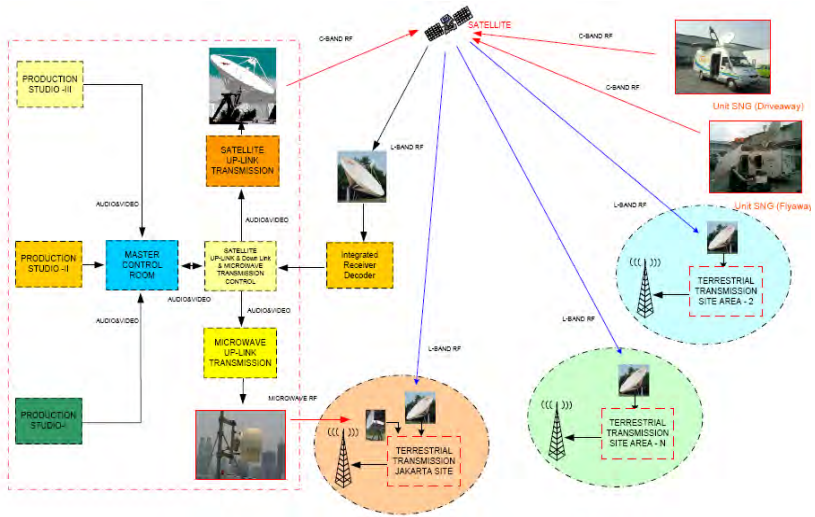 SATELLITE
C-BAND RF
C-BAND RF
C-BAND RF
Unit SNG (Driveaway)
Unit SNG (Flyaway
PRODUCTION
STUDIO -III
SATELLITE
UP-LINK
TRANSMISSION
L-BAND RF
L-BAND RF
AUDIO&VIDEO
AUDIO&VIDEO
PRODUCTION
STUDIO -II
MASTER
CONTROL
ROOM
SATELLITE
UP-LINK & Down Link
& MICROWAVE
TRANSMISSION
CONTROL
Integrated
Receiver
Decoder
((( )))
TERRESTRIAL
TRANSMISSION
SITE AREA - 2
AUDIO&VIDEO
AUDIO&VIDEO
AUDIO&VIDEO
L-BAND RF
MICROWAVE
UP-LINK
TRANSMISSION
L-BAND RF
PRODUCTION
STUDIO-I
MICROWAVE RF
((( )))
TERRESTRIAL
TRANSMISSION
JAKARTA SITE
((( )))
TERRESTRIAL
TRANSMISSION
SITE AREA - N